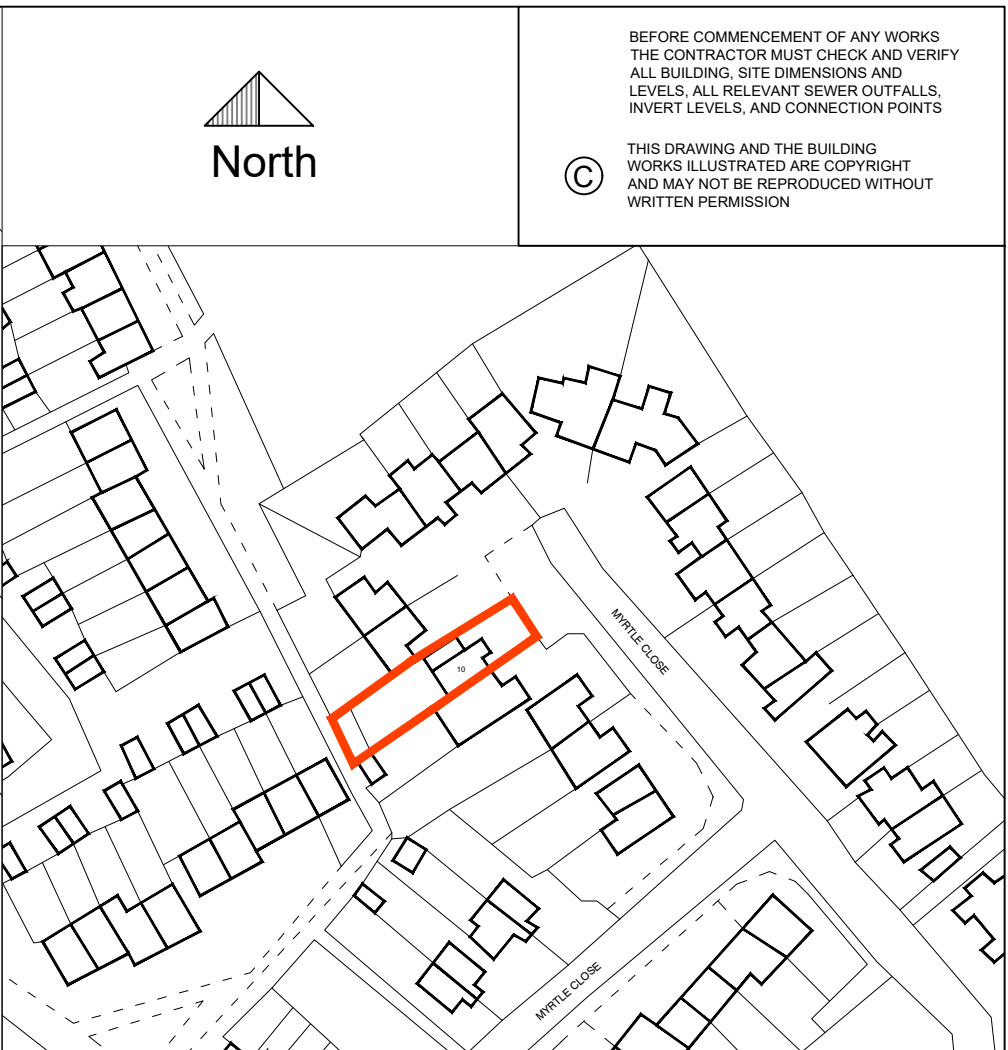 North
BEFORE COMMENCEMENT OF ANY WORKS
THE CONTRACTOR MUST CHECK AND VERIFY
ALL BUILDING, SITE DIMENSIONS AND
LEVELS, ALL RELEVANT SEWER OUTFALLS,
INVERT LEVELS, AND CONNECTION POINTS
©
THIS DRAWING AND THE BUILDING
WORKS ILLUSTRATED ARE COPYRIGHT
AND MAY NOT BE REPRODUCED WITHOUT
WRITTEN PERMISSION
MYRTLE CLOSE
10
MYRTLE CLOSE